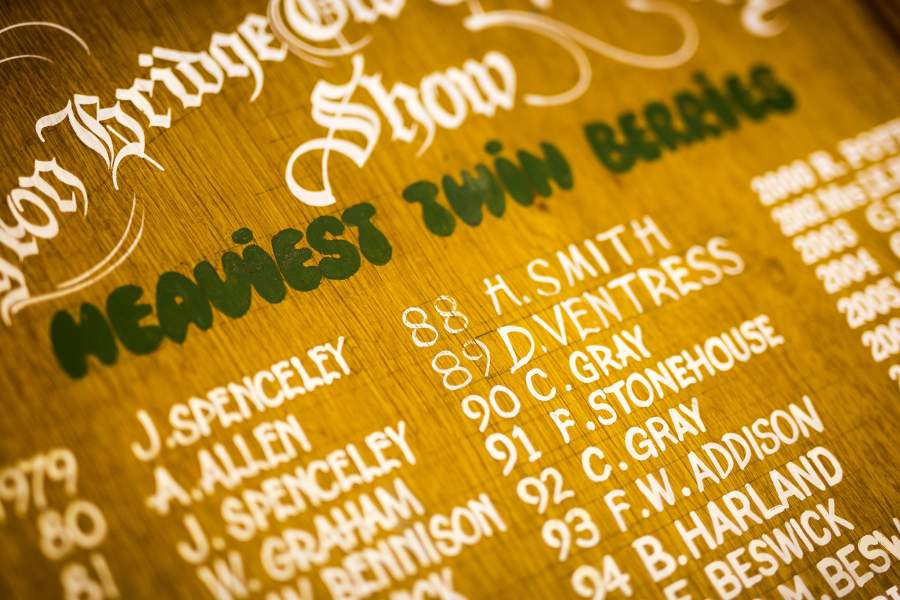 Bridge
Show
HEAViEST TWiN BERRiES
1979 J. SPENCELEY
80 A. ALLEN
81 J. SPENCELEY
W. GRAHAM
W. BENNISON
88 H. SMITH
89 D. VENTRESS
90 C. GRAY
91 F. STONEHOUSE
92 C. GRAY
93 F. W. ADDISON
94 B. HARLAND
E. BESWICK
M. BESW
2000 R.
2003
2004
2005